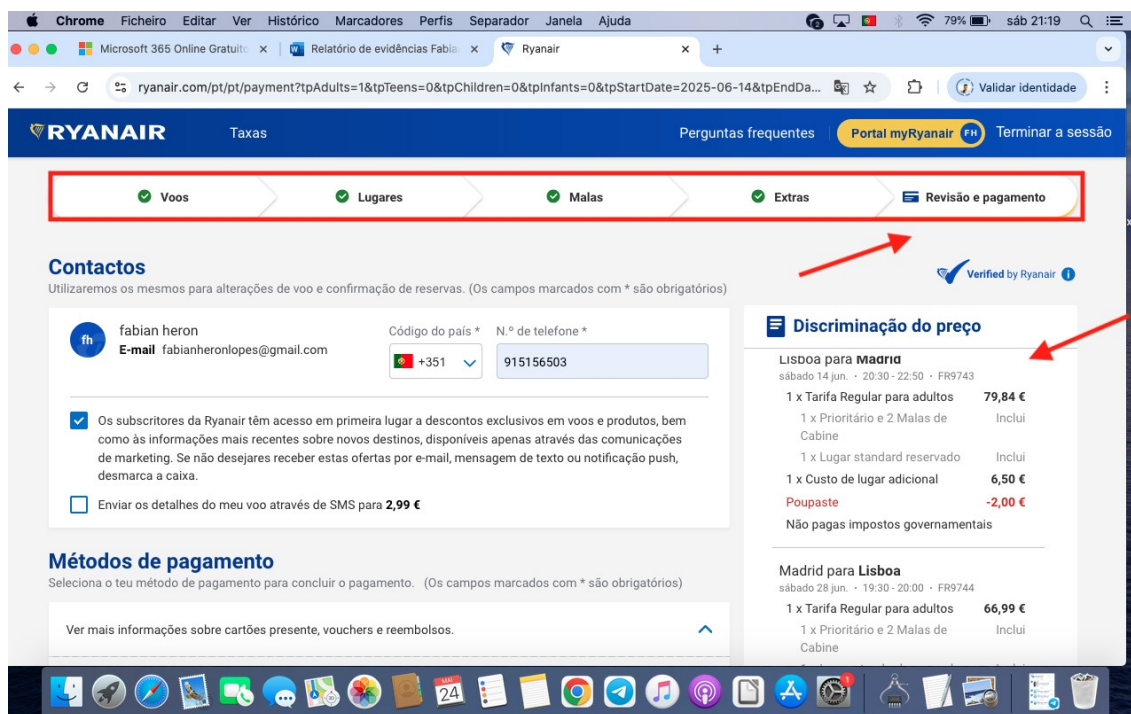 Chrome Ficheiro Editar Ver Histórico Marcadores Perfis Separador Janela Ajuda 79% sáb 21:19
Microsoft 365 Online Gratuito Relatório de evidências Fabia Ryanair
ryanair.com/pt/pt/payment?tpAdults=1&tpTeens=0&tpChildren=0&tpInfants=0&tpStartDate=2025-06-14&tpEndDa... Validar identidade
RYANAIR Taxas Perguntas frequentes Portal myRyanair FH Terminar a sessão
Voos Lugares Malas Extras Revisão e pagamento
Contactos
Utilizaremos os mesmos para alterações de voo e confirmação de reservas. (Os campos marcados com * são obrigatórios)
Verified by Ryanair
fh
fabian heron
E-mail fabianheronlopes@gmail.com
Código do país * N.º de telefone *
+351 915156503
Os subscritores da Ryanair têm acesso em primeira lugar a descontos exclusivos em voos e produtos, bem
como às informações mais recentes sobre novos destinos, disponíveis apenas através das comunicações
de marketing. Se não desejares receber estas ofertas por e-mail, mensagem de texto ou notificação push,
desmarca a caixa.
Enviar os detalhes do meu voo através de SMS para 2,99 €
Métodos de pagamento
Seleciona o teu método de pagamento para concluir o pagamento. (Os campos marcados com * são obrigatórios)
Ver mais informações sobre cartões presente, vouchers e reembolsos.
Discriminação do preço
Lisboa para Madrid
sábado 14 jun. · 20:30 - 22:50 · FR9743
1 x Tarifa Regular para adultos 79,84 €
1 x Prioritário e 2 Malas de Inclui
Cabine
1 x Lugar standard reservado Inclui
1 x Custo de lugar adicional 6,50 €
Poupaste -2,00 €
Não pagas impostos governamentais
Madrid para Lisboa
sábado 28 jun. · 19:30 - 20:00 · FR9744
1 x Tarifa Regular para adultos 66,99 €
1 x Prioritário e 2 Malas de Inclui
Cabine
MAI
24